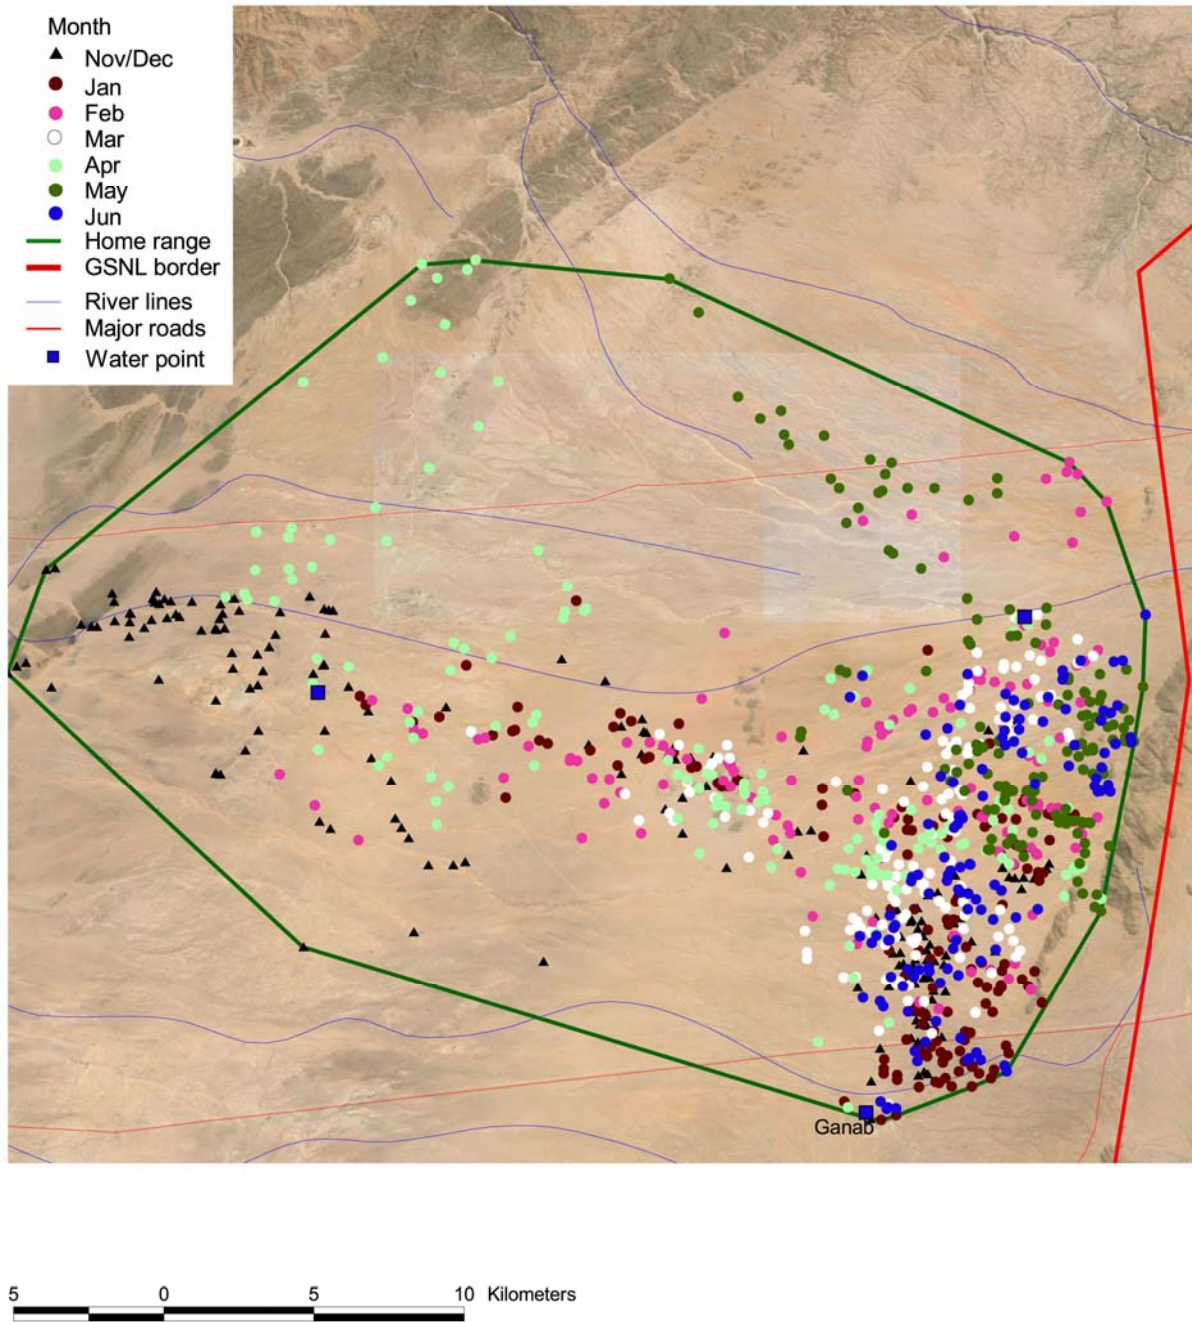 Month
Nov/Dec
Jan
Feb
Mar
Apr
May
Jun
Home range
GSNL border
River lines
Major roads
Water point
Ganab
5 0 5 10 Kilometers